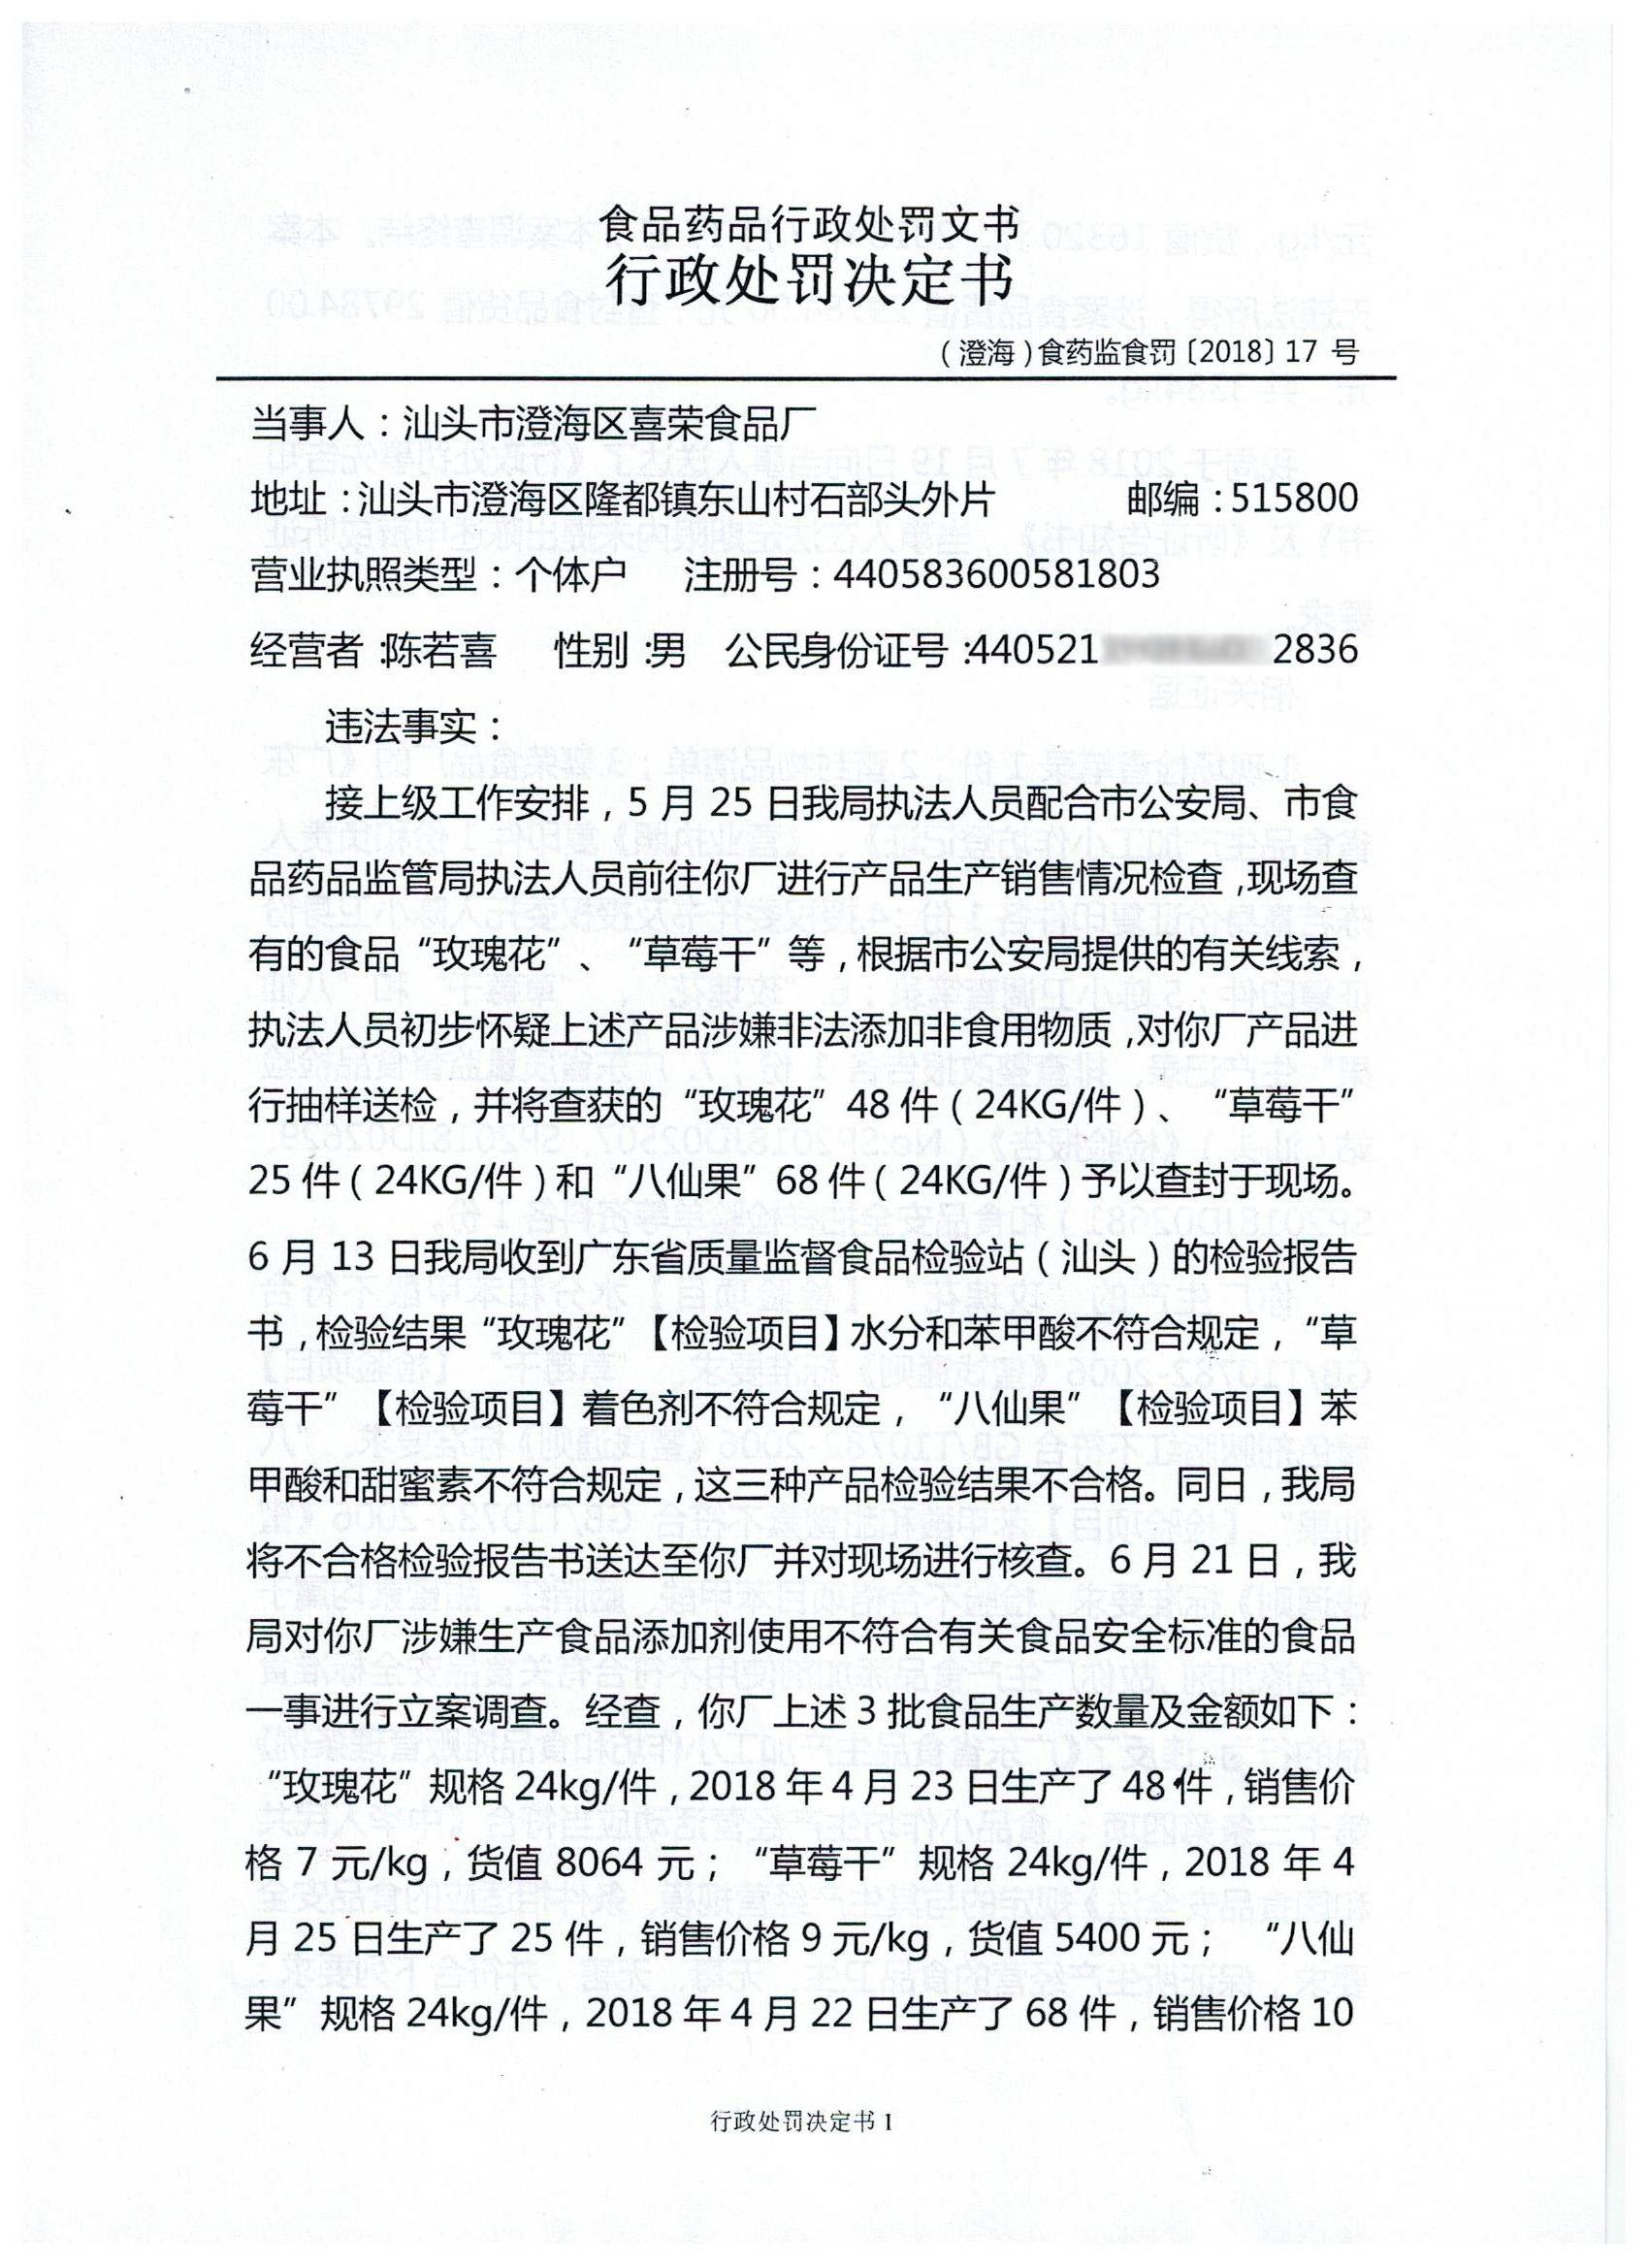 食品药品行政处罚文书
行政处罚决定书
（澄海）食药监食罚〔2018〕17 号
当事人：汕头市澄海区喜荣食品厂
地址：汕头市澄海区隆都镇东山村石部头外片 邮编：515800
营业执照类型：个体户 注册号：440583600581803
经营者：陈若喜 性别：男 公民身份证号：440521 2836
违法事实：
接上级工作安排，5 月 25 日我局执法人员配合市公安局、市食
品药品监管局执法人员前往你厂进行产品生产销售情况检查，现场查
有的食品“玫瑰花”、“草莓干”等，根据市公安局提供的有关线索，
执法人员初步怀疑上述产品涉嫌非法添加非食用物质，对你厂产品进
行抽样送检，并将查获的“玫瑰花”48 件（24KG/件）、“草莓干”
25 件（24KG/件）和“八仙果”68 件（24KG/件）予以查封于现场。
6 月 13 日我局收到广东省质量监督食品检验站（汕头）的检验报告
书，检验结果“玫瑰花”【检验项目】水分和苯甲酸不符合规定，“草
莓干”【检验项目】着色剂不符合规定，“八仙果”【检验项目】苯
甲酸和甜蜜素不符合规定，这三种产品检验结果不合格。同日，我局
将不合格检验报告书送达至你厂并对现场进行核查。6 月 21 日，我
局对你厂涉嫌生产食品添加剂使用不符合有关食品安全标准的食品
一事进行立案调查。经查，你厂上述 3 批食品生产数量及金额如下：
“玫瑰花”规格 24kg/件，2018 年 4 月 23 日生产了 48 件，销售价
格 7 元/kg，货值 8064 元；“草莓干”规格 24kg/件，2018 年 4
月 25 日生产了 25 件，销售价格 9 元/kg，货值 5400 元；“八仙
果”规格 24kg/件，2018 年 4 月 22 日生产了 68 件，销售价格 10
行政处罚决定书 1